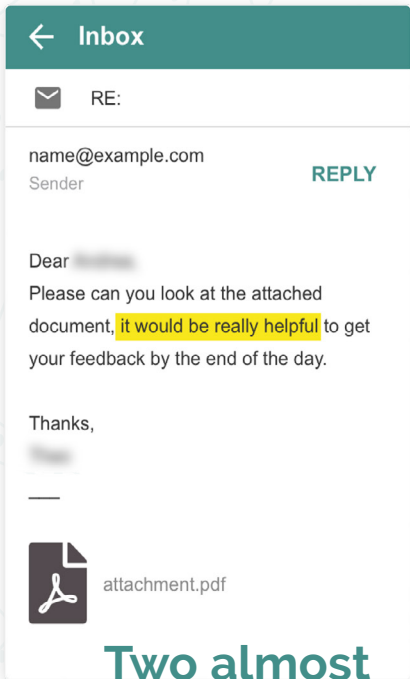 Inbox
RE:
name@example.com
Sender
REPLY
Dear
Please can you look at the attached
document, it would be really helpful to get
your feedback by the end of the day.
Thanks,
attachment.pdf
Two almost